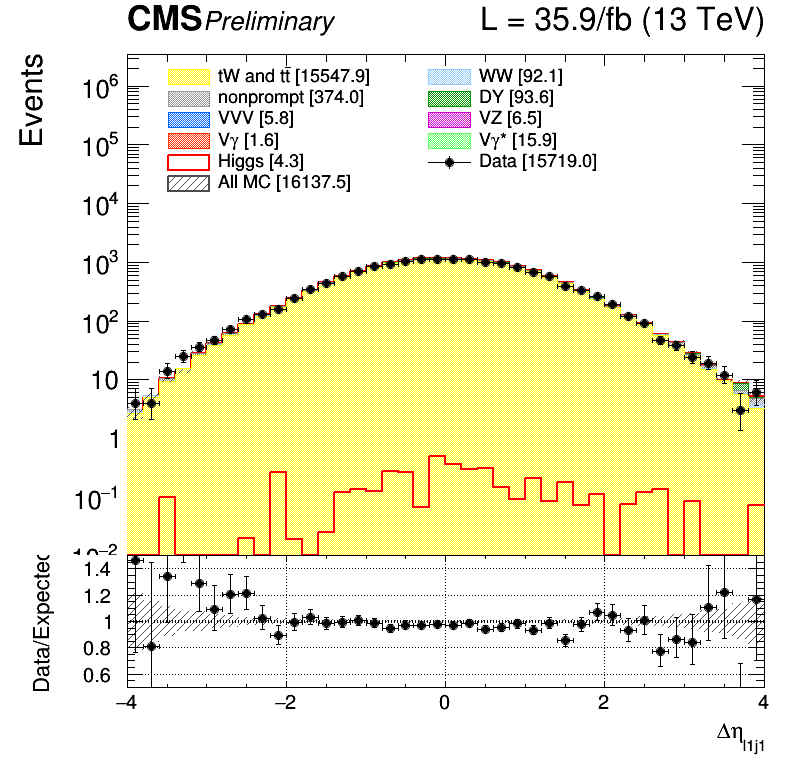 CMS Preliminary L = 35.9/fb (13 TeV)
Events
tW and tt̄ [15547.9] WW [92.1]
nonprompt [374.0] DY [93.6]
VVV [5.8] VZ [6.5]
Vγ [1.6] Vγ* [15.9]
Higgs [4.3] Data [15719.0]
All MC [16137.5]
10⁶
10⁵
10⁴
10³
10²
10
1
10⁻¹
10⁻²
Data/Expected
1.4
1.2
1
0.8
0.6
−4 −2 0 2 4
Δη_l1j1